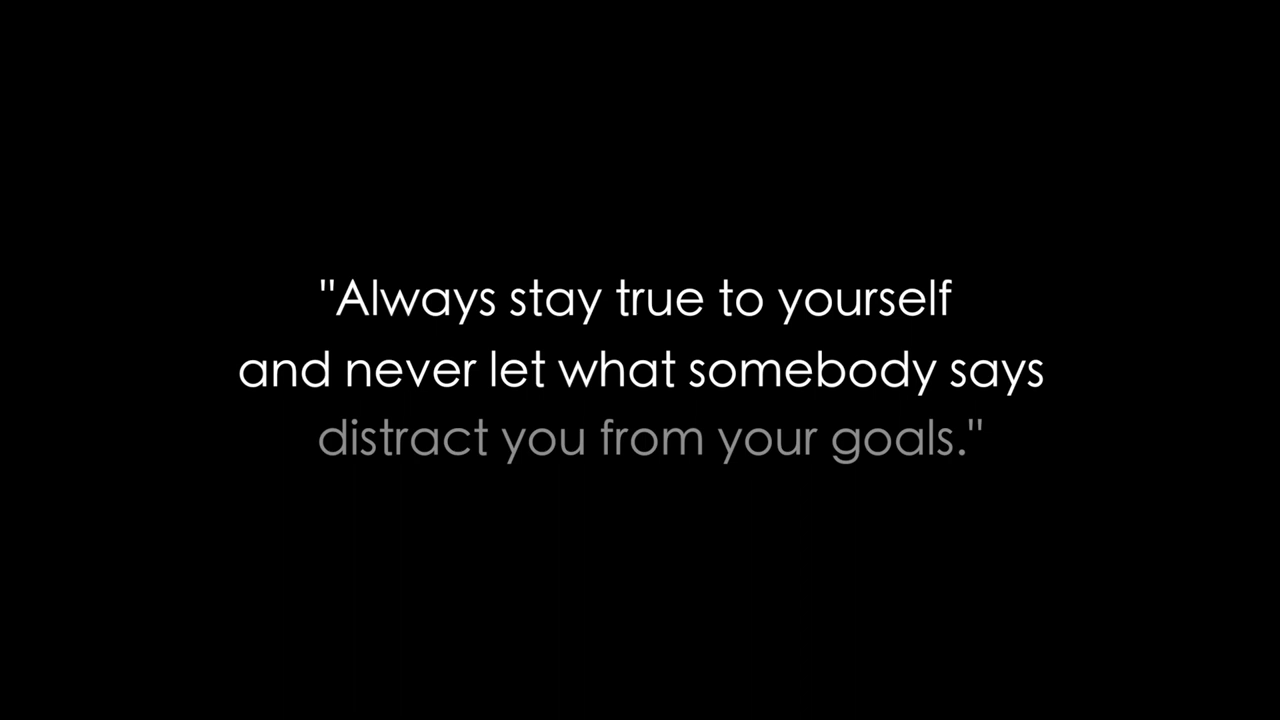 "Always stay true to yourself
and never let what somebody says
distract you from your goals."